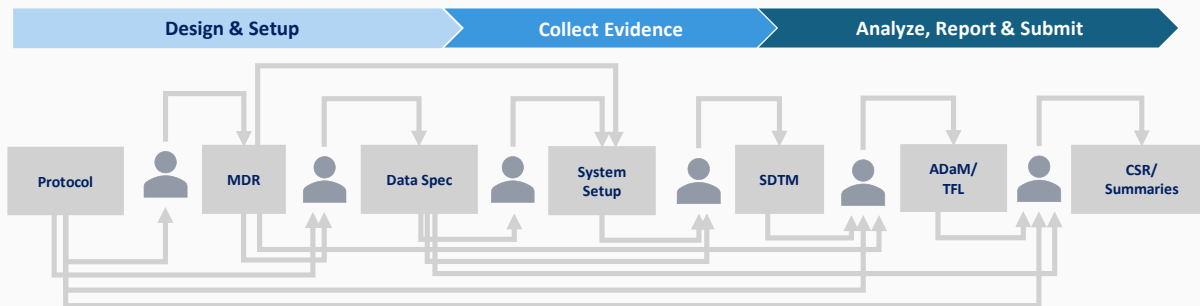 Design & Setup
Collect Evidence
Analyze, Report & Submit
Protocol
MDR
Data Spec
System
Setup
SDTM
ADaM/
TFL
CSR/
Summaries